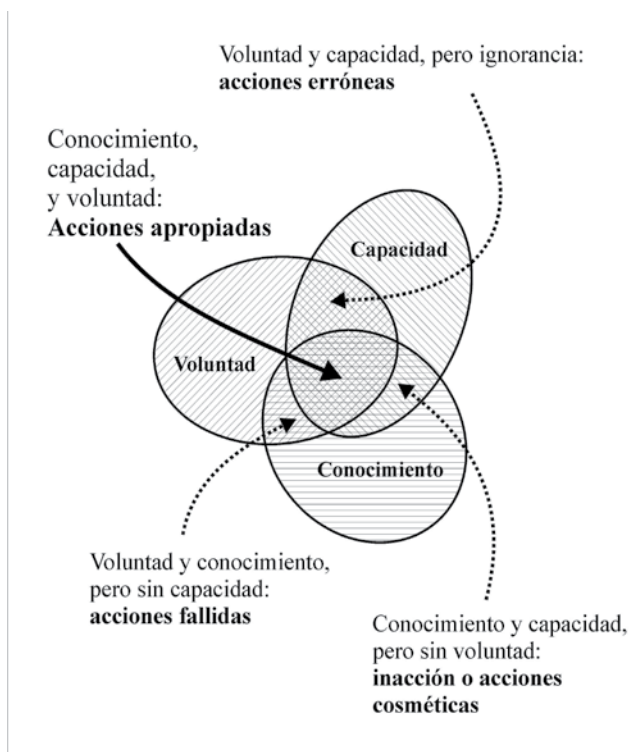 Voluntad y capacidad, pero ignorancia:
acciones erróneas
Conocimiento,
capacidad,
y voluntad:
Acciones apropiadas
Capacidad
Voluntad
Conocimiento
Voluntad y conocimiento,
pero sin capacidad:
acciones fallidas
Conocimiento y capacidad,
pero sin voluntad:
inacción o acciones
cosméticas